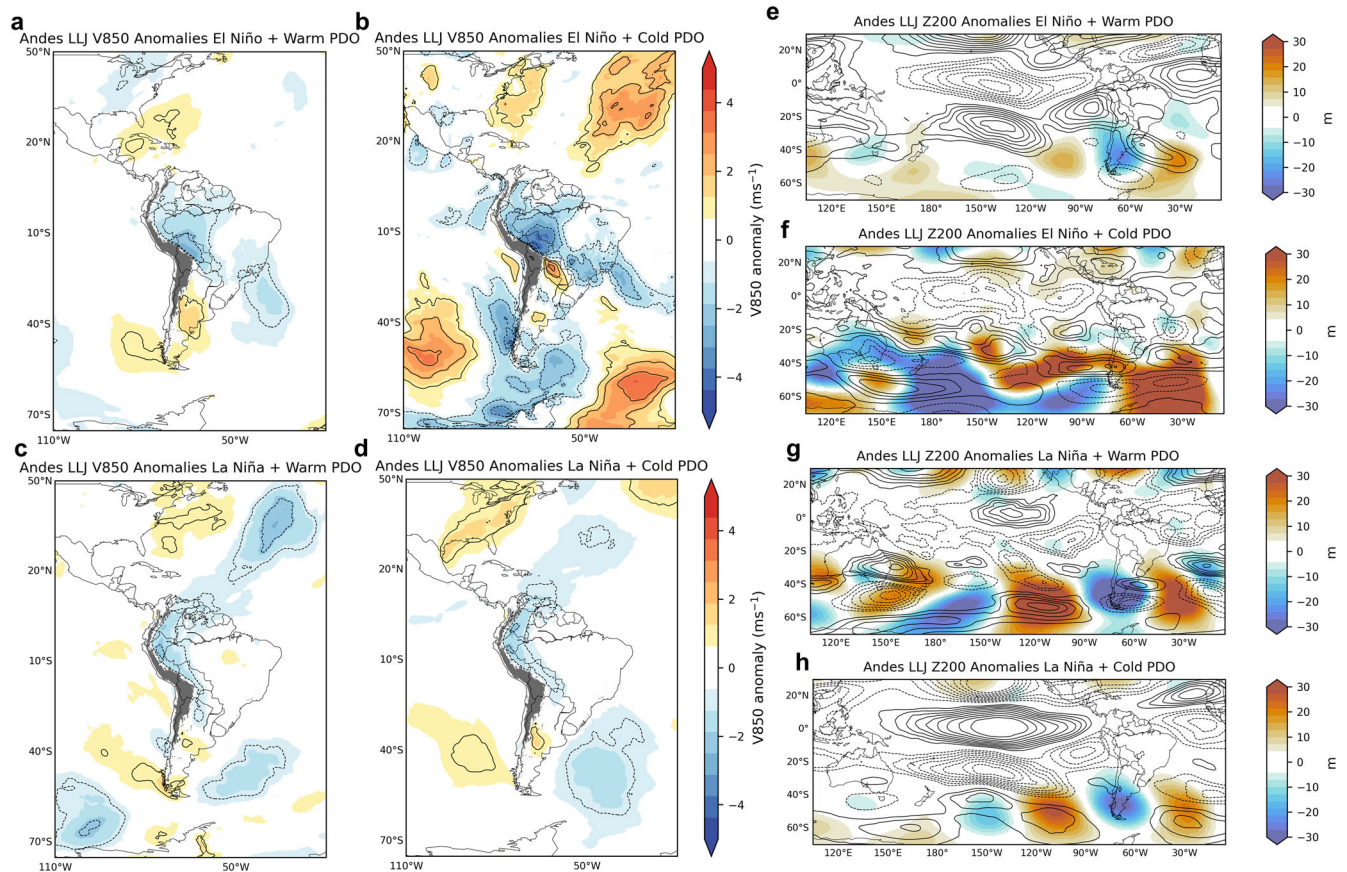 a
Andes LLJ V850 Anomalies El Niño + Warm PDO
50°N
20°N
10°S
40°S
70°S
110°W
50°W
b
Andes LLJ V850 Anomalies El Niño + Cold PDO
50°N
20°N
10°S
40°S
70°S
110°W
50°W
4
2
0
−2
−4
V850 anomaly (ms⁻¹)
c
Andes LLJ V850 Anomalies La Niña + Warm PDO
50°N
20°N
10°S
40°S
70°S
110°W
50°W
d
Andes LLJ V850 Anomalies La Niña + Cold PDO
50°N
20°N
10°S
40°S
70°S
110°W
50°W
4
2
0
−2
−4
V850 anomaly (ms⁻¹)
e
Andes LLJ Z200 Anomalies El Niño + Warm PDO
20°N
0°
20°S
40°S
60°S
120°E 150°E 180° 150°W 120°W 90°W 60°W 30°W
30
20
10
0
−10
−20
−30
m
f
Andes LLJ Z200 Anomalies El Niño + Cold PDO
20°N
0°
20°S
40°S
60°S
120°E 150°E 180° 150°W 120°W 90°W 60°W 30°W
30
20
10
0
−10
−20
−30
m
g
Andes LLJ Z200 Anomalies La Niña + Warm PDO
20°N
0°
20°S
40°S
60°S
120°E 150°E 180° 150°W 120°W 90°W 60°W 30°W
30
20
10
0
−10
−20
−30
m
h
Andes LLJ Z200 Anomalies La Niña + Cold PDO
20°N
0°
20°S
40°S
60°S
120°E 150°E 180° 150°W 120°W 90°W 60°W 30°W
30
20
10
0
−10
−20
−30
m